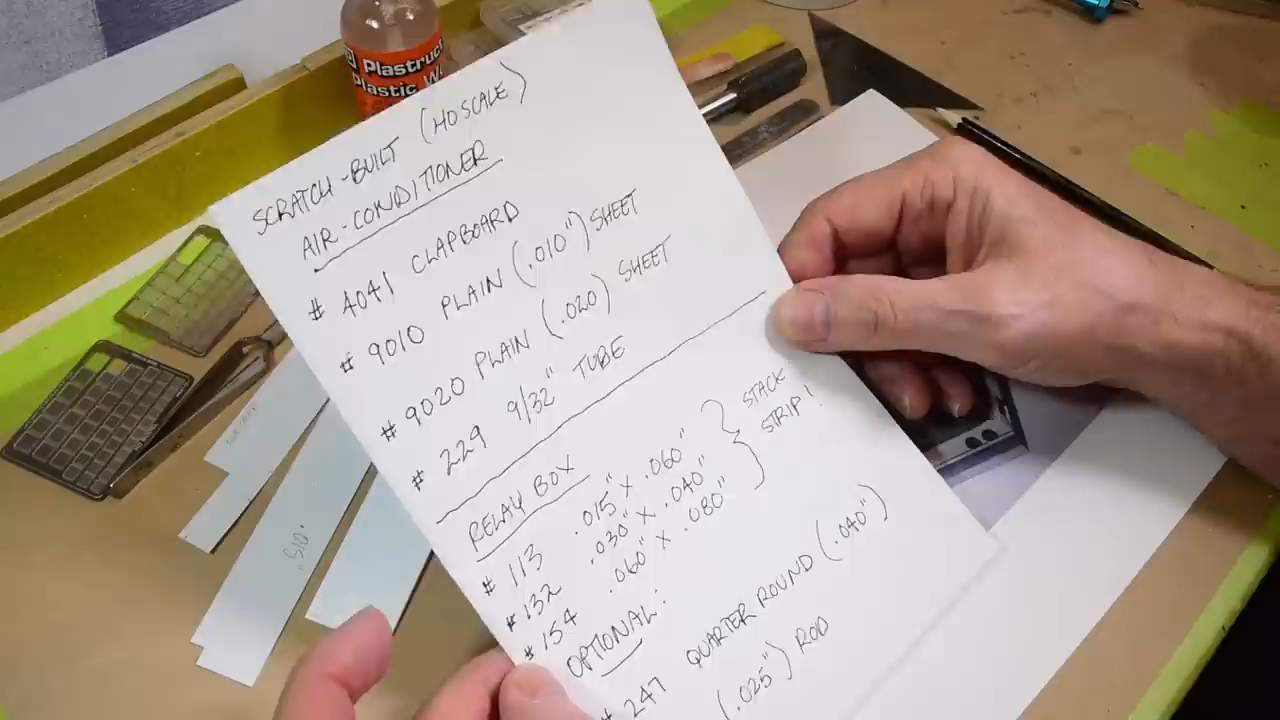 Plastruc
Plastic W
SCRATCH-BUILT (HO SCALE)
AIR-CONDITIONER
# 4041 CLAPBOARD
# 9010 PLAIN (.010") SHEET
# 9020 PLAIN (.020) SHEET
# 229 9/32" TUBE
RELAY BOX
# 113 .015" X .060"
# 132 .030" X .040"
# 154 .060" X .080"
STACK
STRIP!
OPTIONAL:
# 247 QUARTER ROUND (.040")
(.025") ROD
.015"